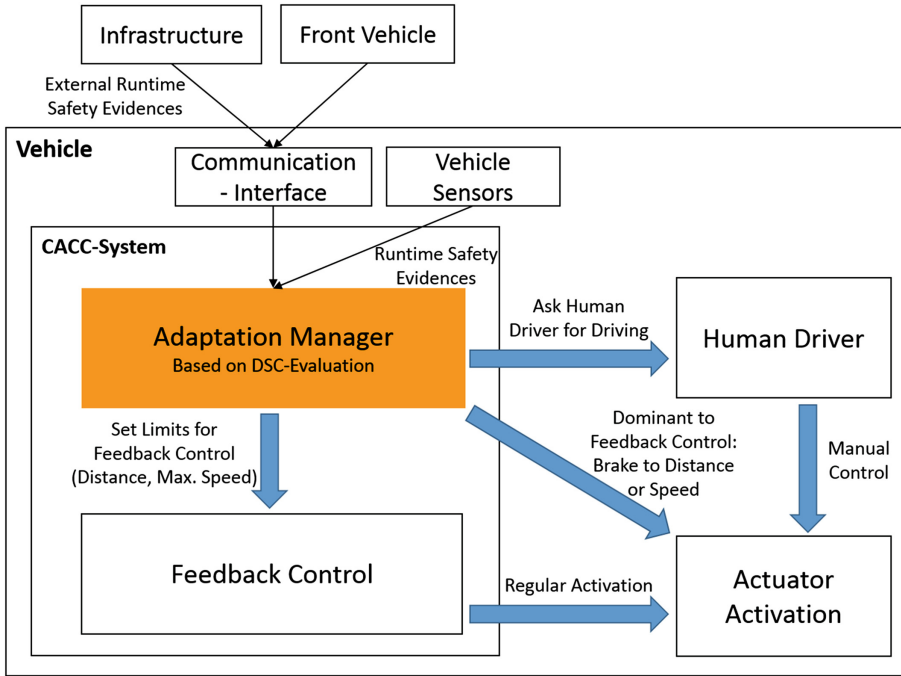 Infrastructure
Front Vehicle
External Runtime
Safety Evidences
Vehicle
Communication
- Interface
Vehicle
Sensors
CACC-System
Runtime Safety
Evidences
Adaptation Manager
Based on DSC-Evaluation
Ask Human
Driver for Driving
Human Driver
Set Limits for
Feedback Control
(Distance, Max. Speed)
Dominant to
Feedback Control:
Brake to Distance
or Speed
Manual
Control
Feedback Control
Regular Activation
Actuator
Activation